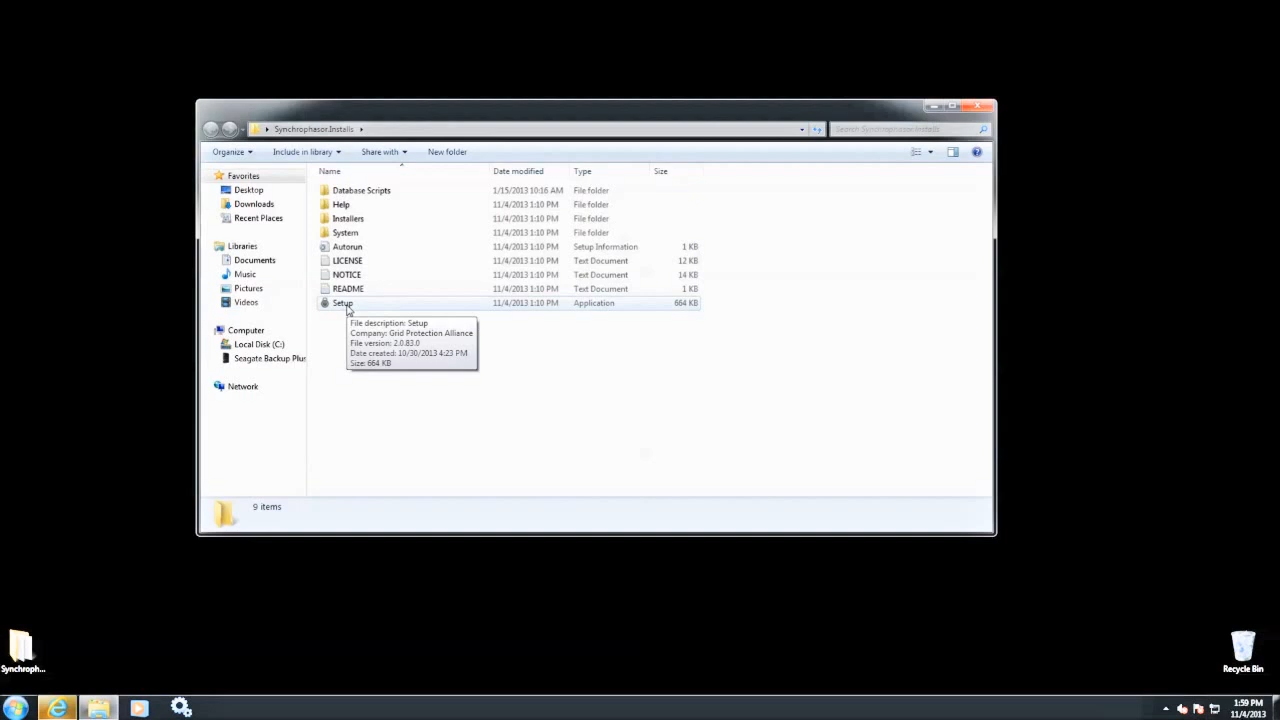 Synchrophasor.Installs
Search Synchrophasor.Installs
Organize
Include in library
Share with
New folder
Name
Date modified
Type
Size
Favorites
Desktop
Downloads
Recent Places
Libraries
Documents
Music
Pictures
Videos
Computer
Local Disk (C:)
Seagate Backup Plus
Network
Database Scripts 1/15/2013 10:16 AM File folder
Help 11/4/2013 1:10 PM File folder
Installers 11/4/2013 1:10 PM File folder
System 11/4/2013 1:10 PM File folder
Autorun 11/4/2013 1:10 PM Setup Information 1 KB
LICENSE 11/4/2013 1:10 PM Text Document 12 KB
NOTICE 11/4/2013 1:10 PM Text Document 14 KB
README 11/4/2013 1:10 PM Text Document 1 KB
Setup 11/4/2013 1:10 PM Application 664 KB
File description: Setup
Company: Grid Protection Alliance
File version: 2.0.83.0
Date created: 10/30/2013 4:23 PM
Size: 664 KB
9 items
Synchroph...
Recycle Bin
1:59 PM
11/4/2013